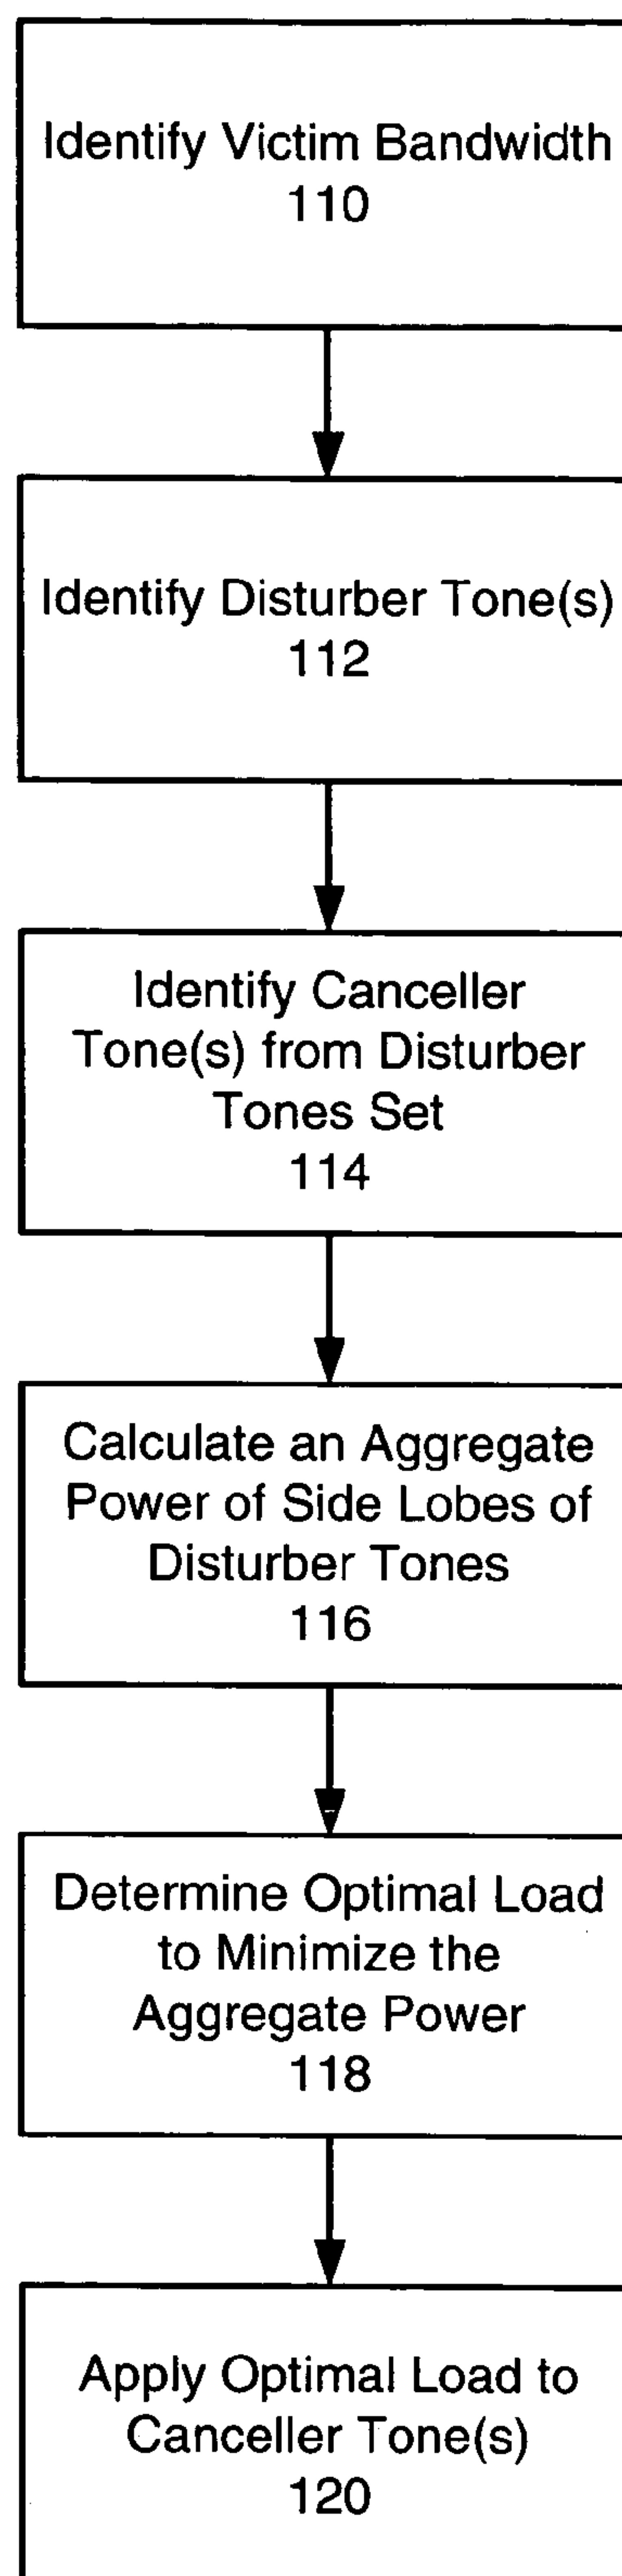 Identify Victim Bandwidth
110
Identify Disturber Tone(s)
112
Identify Canceller
Tone(s) from Disturber
Tones Set
114
Calculate an Aggregate
Power of Side Lobes of
Disturber Tones
116
Determine Optimal Load
to Minimize the
Aggregate Power
118
Apply Optimal Load to
Canceller Tone(s)
120